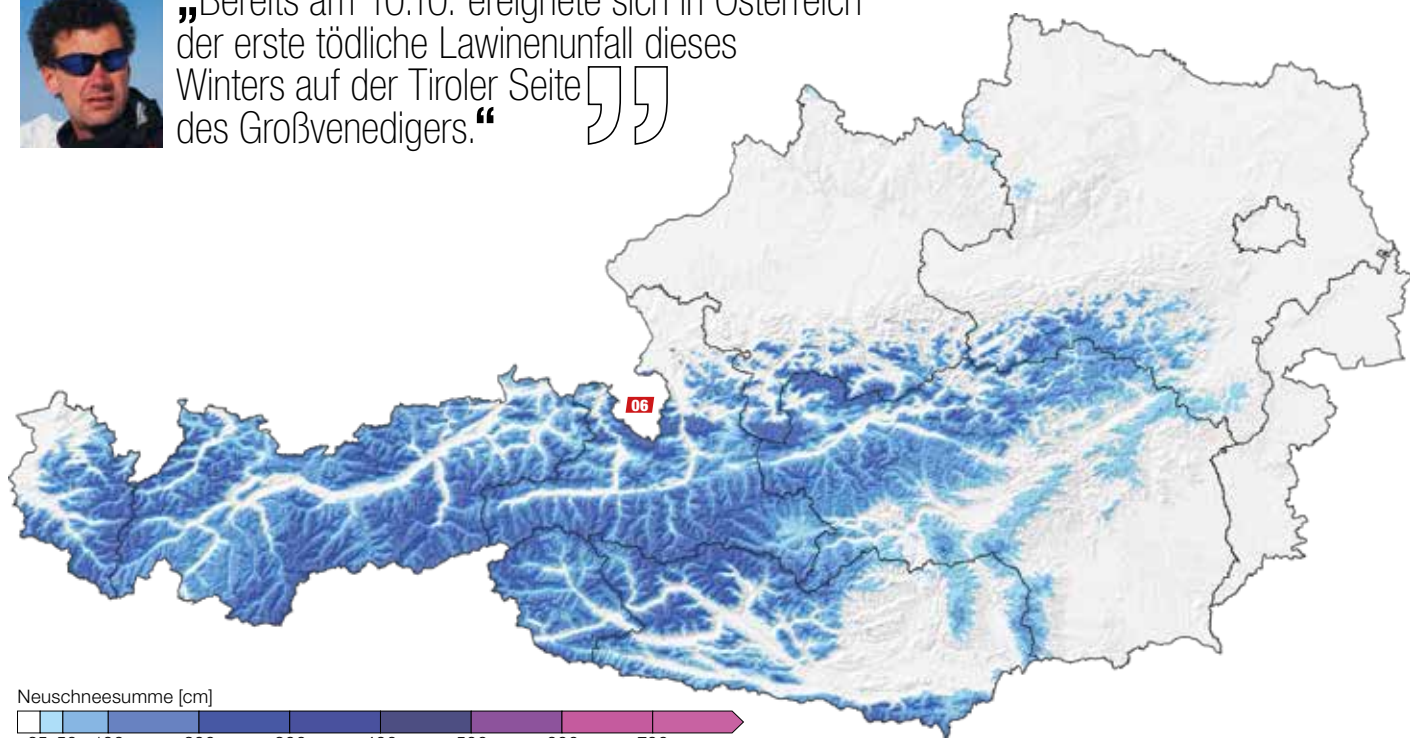 „Bereits am 10.10. ereignete sich in Österreich
der erste tödliche Lawinenunfall dieses
Winters auf der Tiroler Seite
des Großvenedigers.“
06
Neuschneesumme [cm]